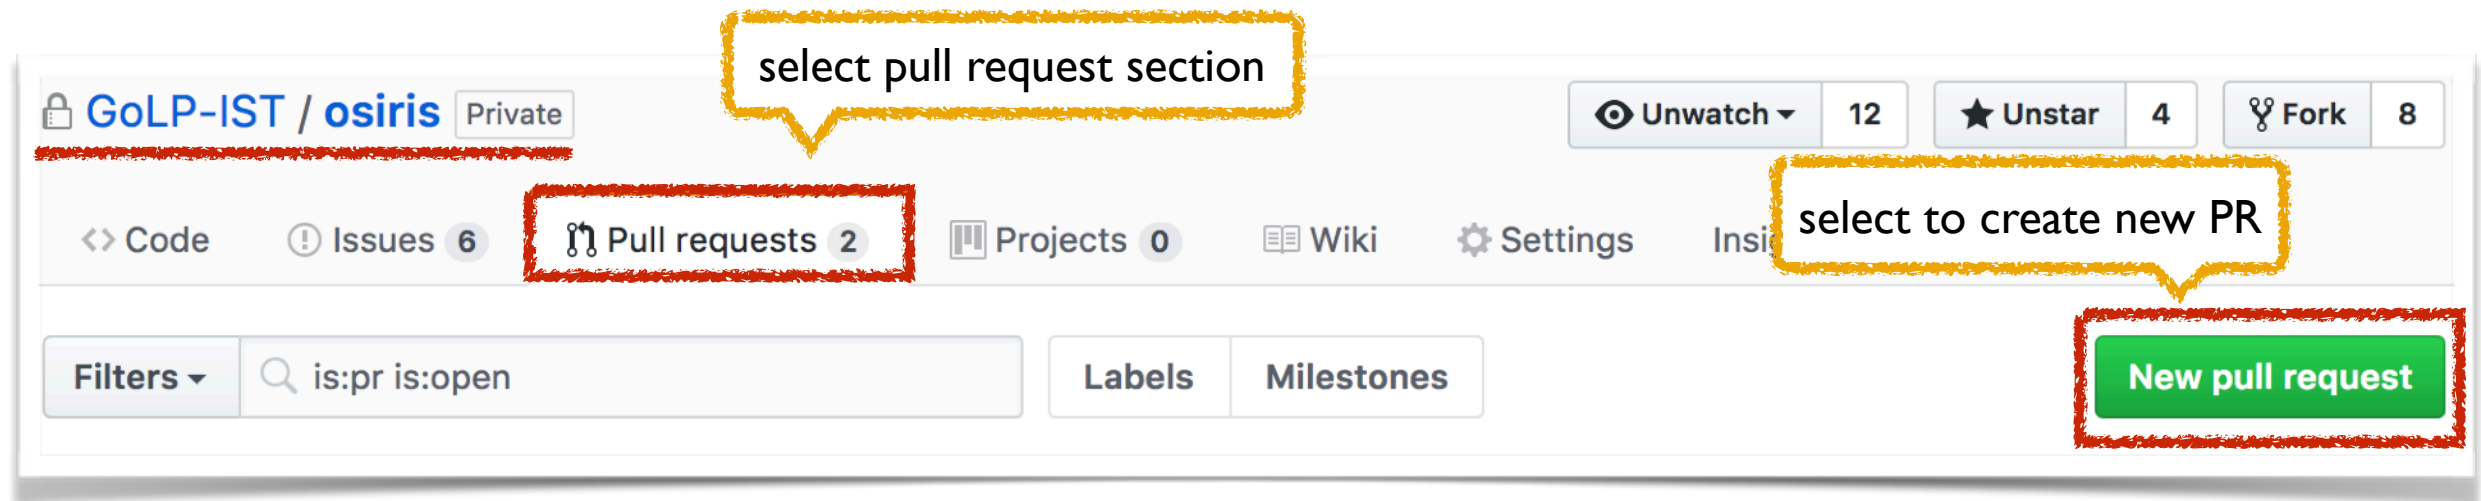 select pull request section
GoLP-IST / osiris Private
Unwatch 12 Unstar 4 Fork 8
select to create new PR
Code Issues 6 Pull requests 2 Projects 0 Wiki Settings
Filters is:pr is:open Labels Milestones New pull request